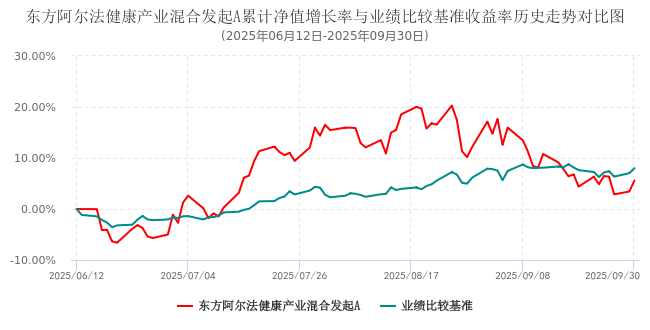 东方阿尔法健康产业混合发起A累计净值增长率与业绩比较基准收益率历史走势对比图
(2025年06月12日-2025年09月30日)
30.00%
20.00%
10.00%
0.00%
-10.00%
2025/06/12 2025/07/04 2025/07/26 2025/08/17 2025/09/08 2025/09/30
东方阿尔法健康产业混合发起A 业绩比较基准